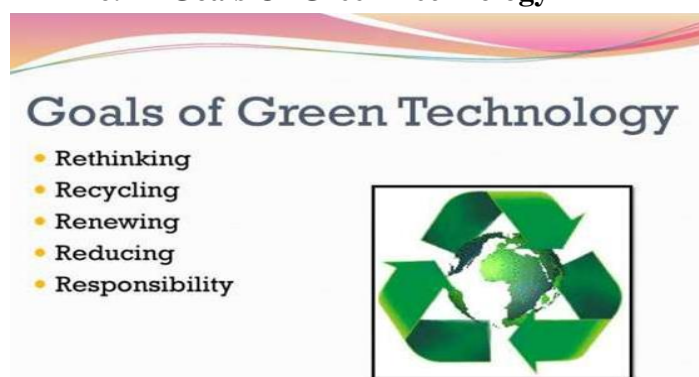 Goals of Green Technology
Rethinking
Recycling
Renewing
Reducing
Responsibility